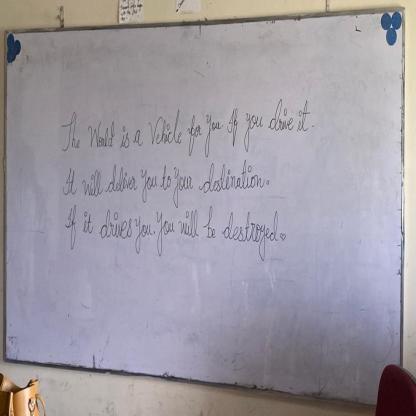 The World is a Vehicle for you If you drive it.
It will deliver you to your destination.
If it drives you. You will be destroyed.